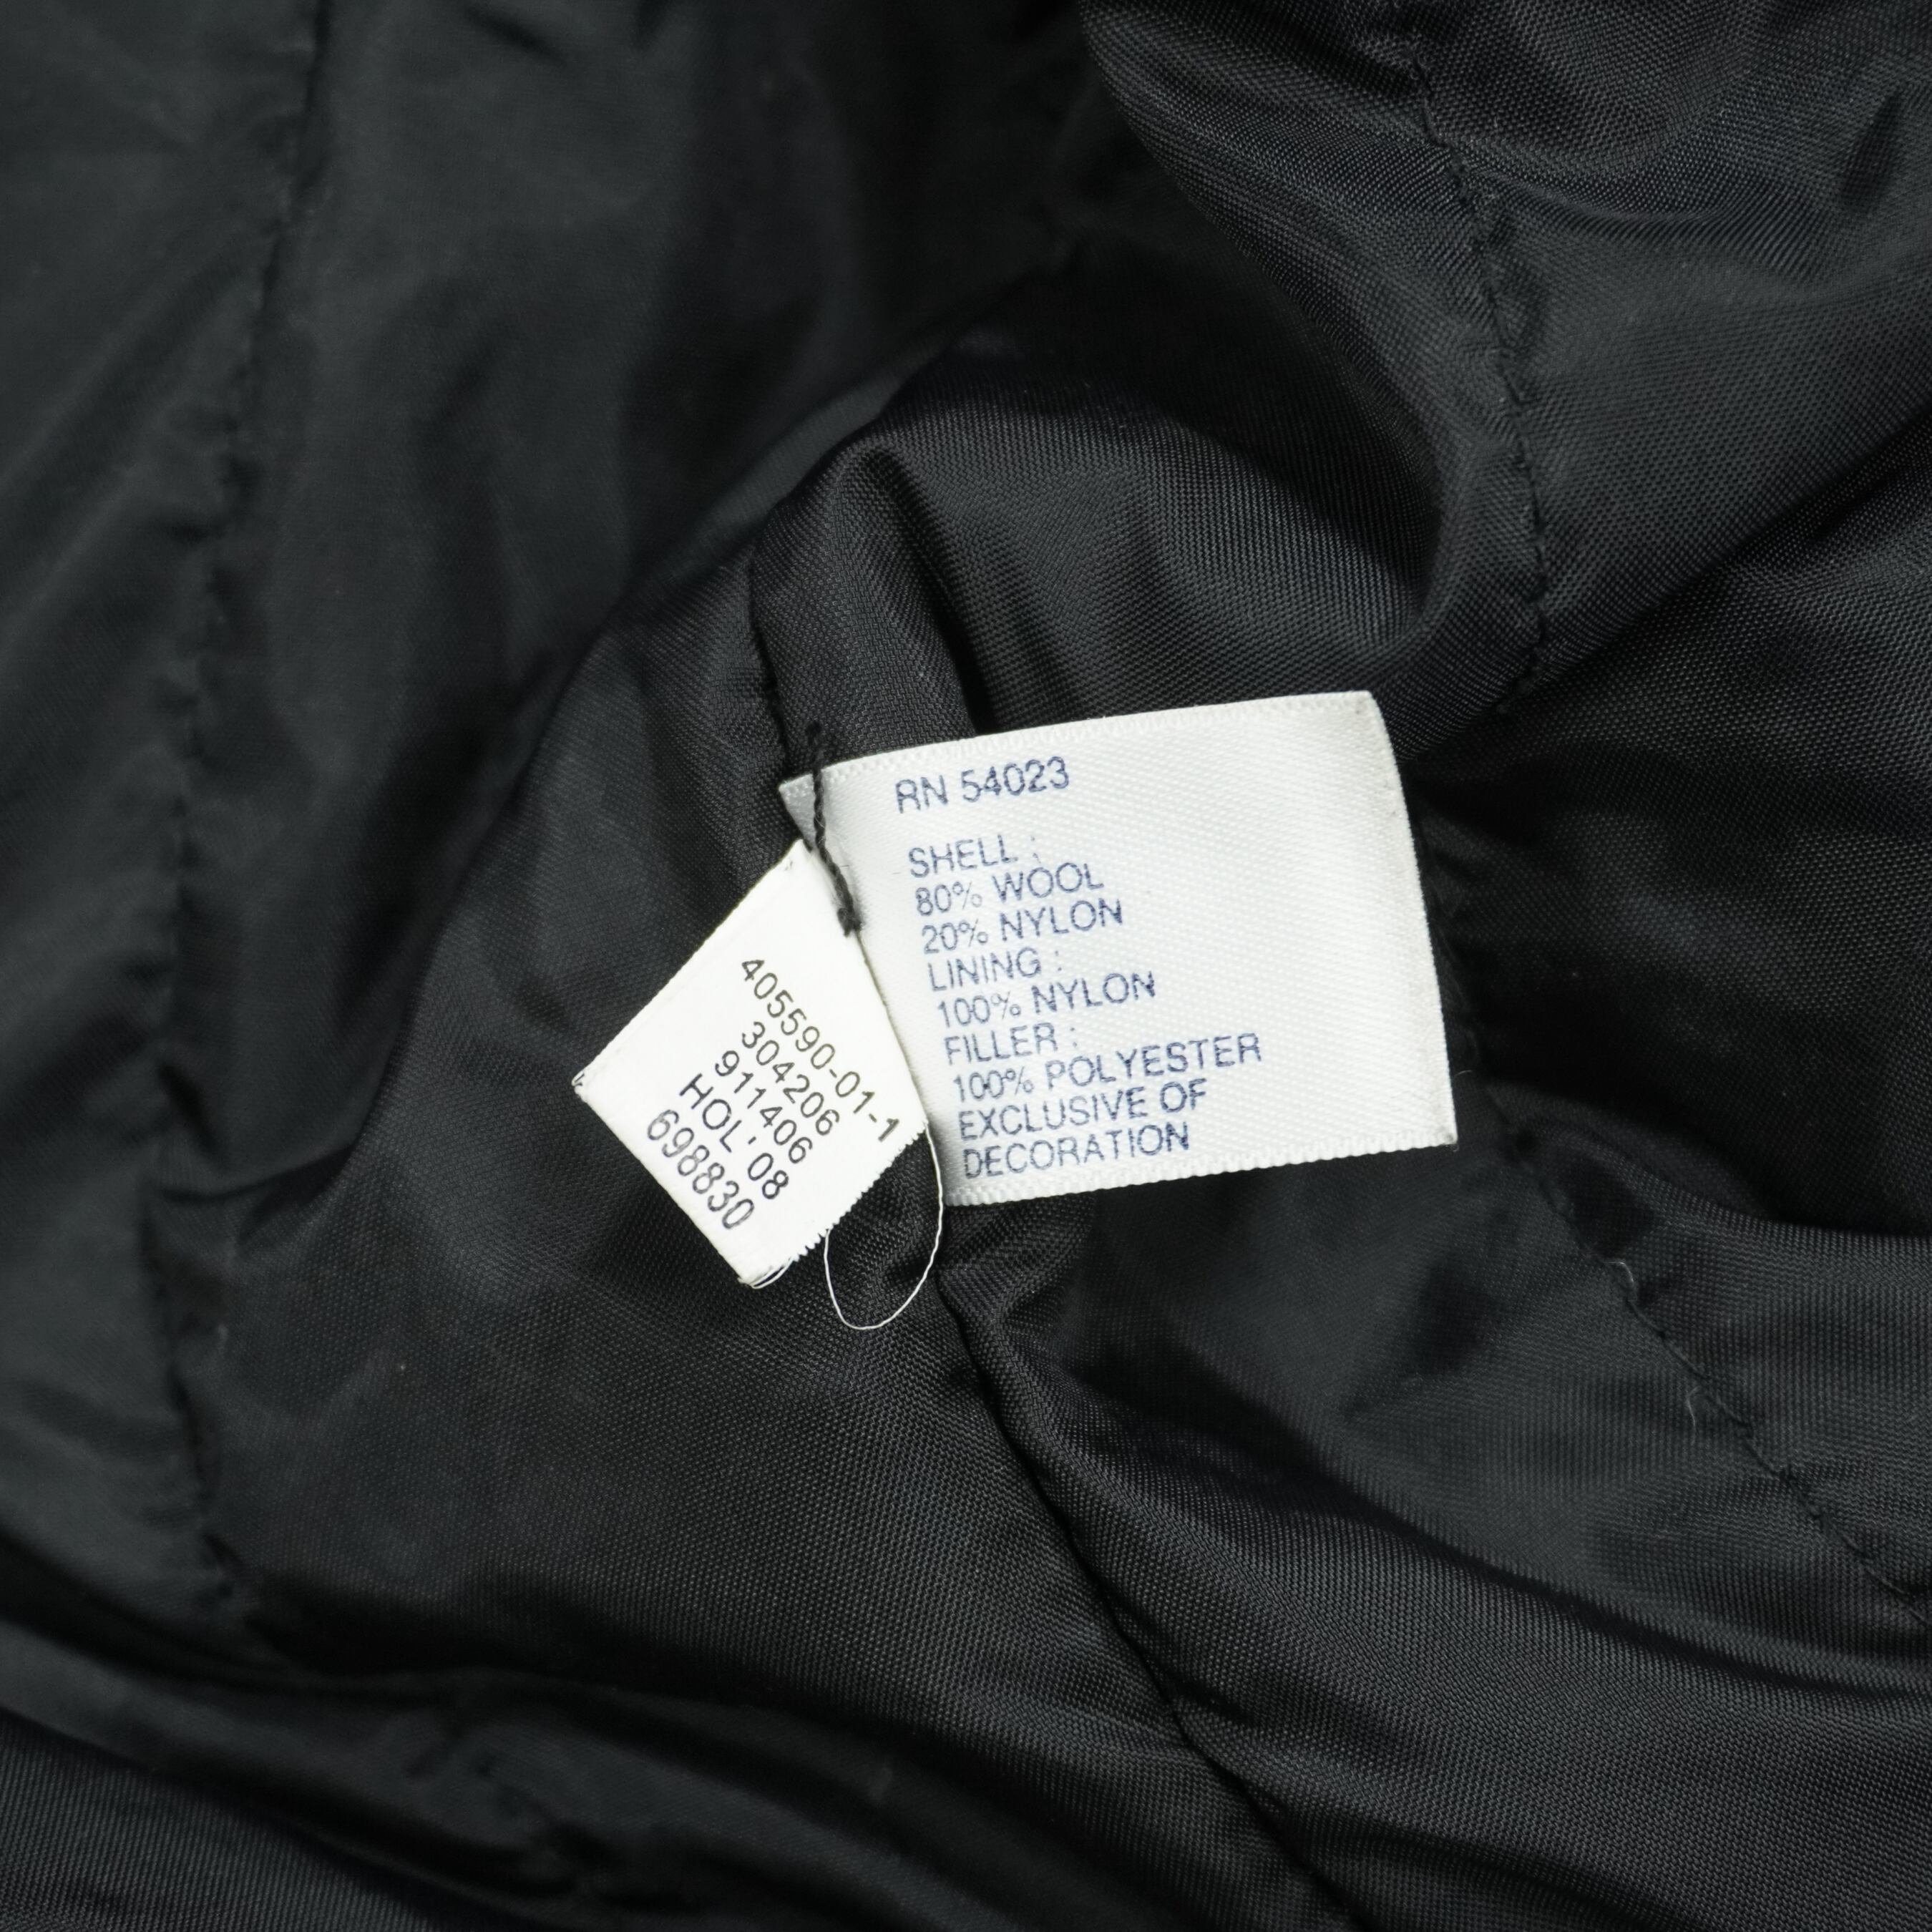 RN 54023
SHELL :
80% WOOL
20% NYLON
LINING :
100% NYLON
FILLER :
100% POLYESTER
EXCLUSIVE OF
DECORATION
405590-01-1
304206
911406
HOL' 08
698830